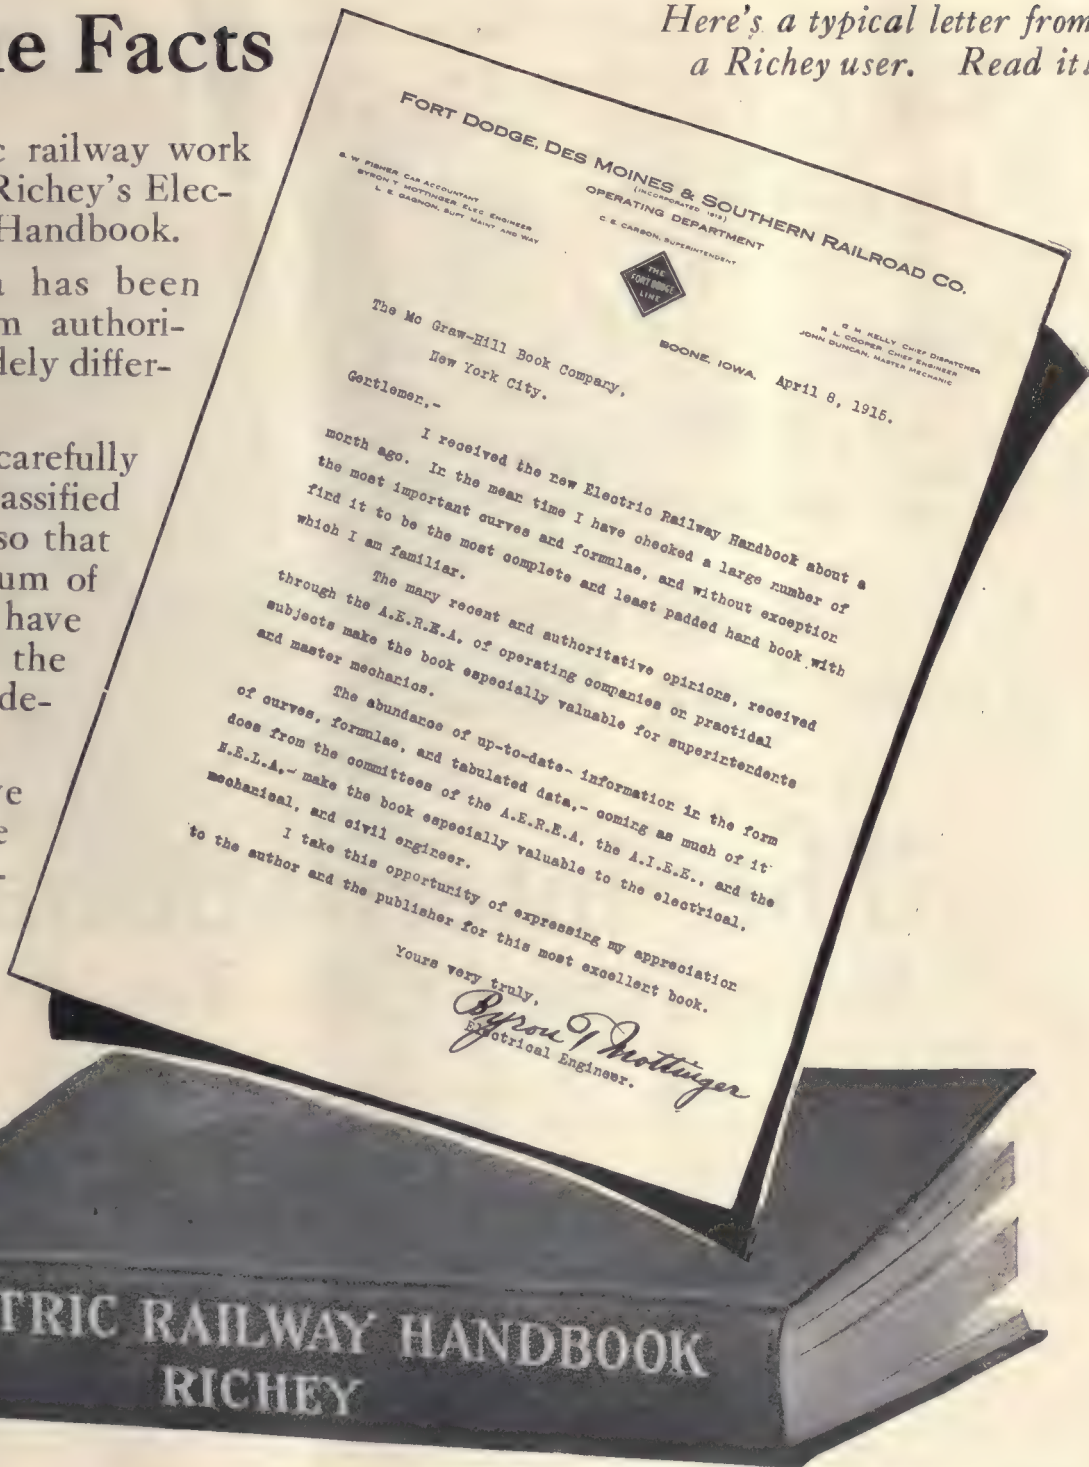 e Facts
c railway work
Richey's Elec-
Handbook.
has been
m authori-
dely differ-
carefully
assified
so that
um of
have
the
de-
e
e
-
Here's a typical letter from
a Richey user. Read it!
FORT DODGE, DES MOINES & SOUTHERN RAILROAD CO.
(INCORPORATED 1913)
OPERATING DEPARTMENT
C. E. CARSON, SUPERINTENDENT
S. W. FISHER CAR ACCOUNTANT
BYRON T. MOTTINGER ELEC ENGINEER
L. E. GAGNON, SUPT. MAINT AND WAY
THE
FORT DODGE
LINE
G. M. KELLY CHIEF DISPATCHER
R. L. COOPER CHIEF ENGINEER
JOHN DUNCAN, MASTER MECHANIC
BOONE, IOWA, April 8, 1915.
The Mc Graw-Hill Book Company,
New York City.
Gentlemen,-
I received the new Electric Railway Handbook about a
month ago. In the mean time I have checked a large number of
the most important curves and formulae, and without exception
find it to be the most complete and least padded hand book with
which I am familiar.
The many recent and authoritative opinions, received
through the A.E.R.E.A. of operating companies on practidal
subjects make the book especially valuable for superintendents
and master mechanics.
The abundance of up-to-date- information in the form
of curves, formulae, and tabulated data,- coming as much of it
does from the committees of the A.E.R.E.A, the A.I.E.E., and the
N.E.L.A,- make the book especially valuable to the electrical,
mechanical, and civil engineer.
I take this opportunity of expressing my appreciation
to the author and the publisher for this most excellent book.
Yours very truly,
Byron T Mottinger
Electrical Engineer.
TRIC RAILWAY HANDBOOK
RICHEY